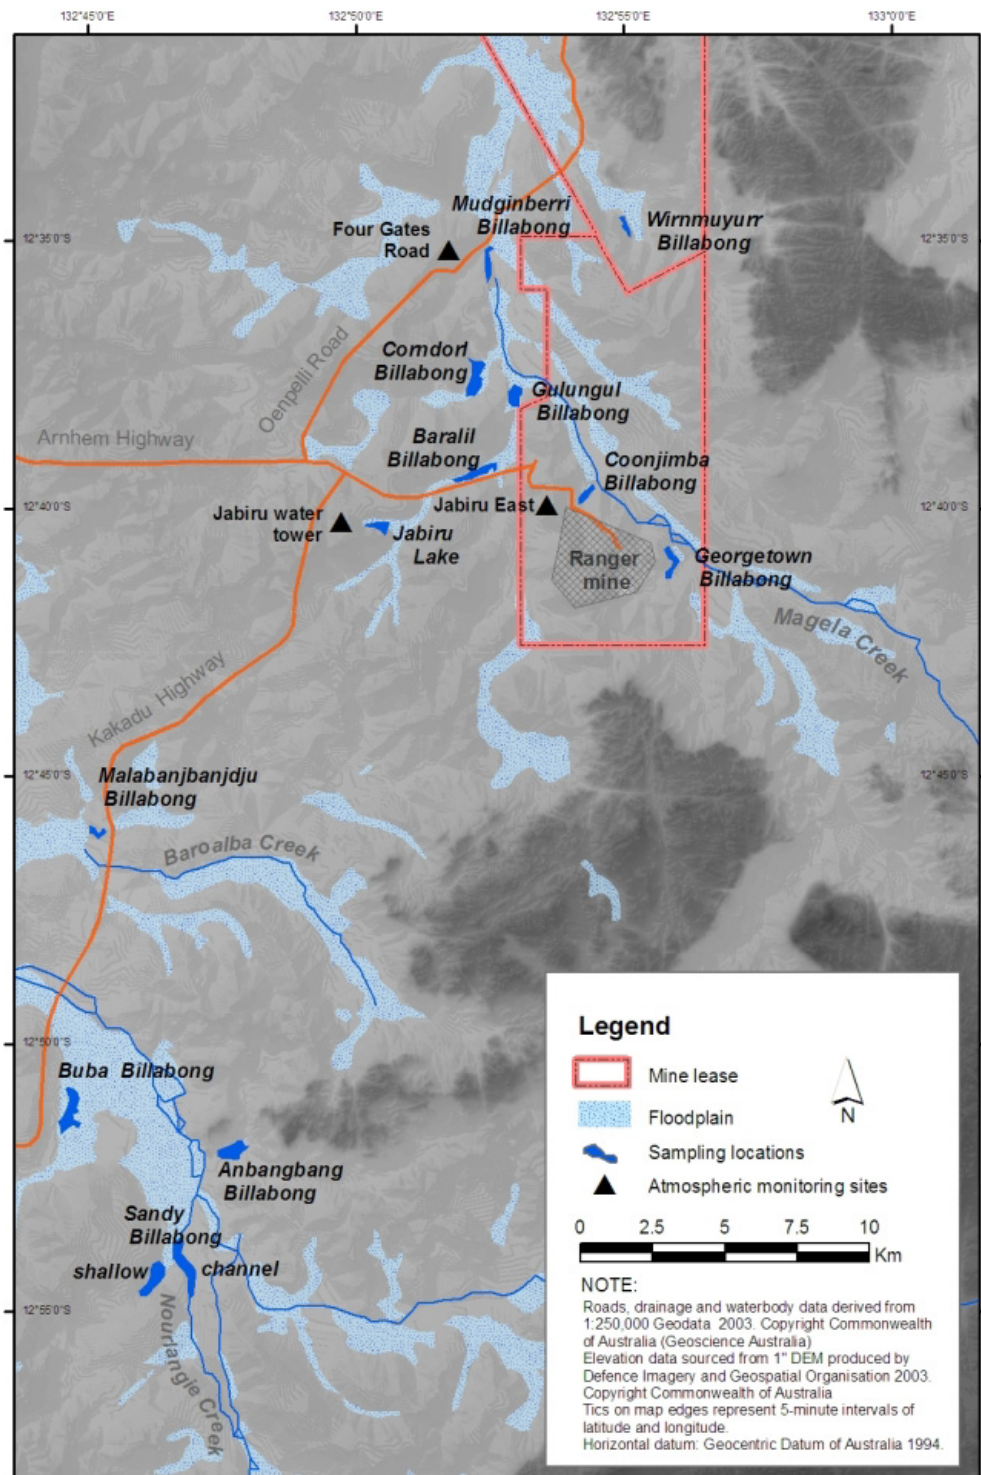 132°45'0"E
132°50'0"E
132°55'0"E
133°0'0"E
Mudginberri
Billabong
Wirnmuyurr
Billabong
Four Gates
Road
12°35'0"S
12°35'0"S
Corndorl
Billabong
Oenpelli Road
Gulungul
Billabong
Arnhem Highway
Baralil
Billabong
Coonjimba
Billabong
Jabiru East
12°40'0"S
12°40'0"S
Jabiru water
tower
Jabiru
Lake
Ranger
mine
Georgetown
Billabong
Magela Creek
Kakadu Highway
12°45'0"S
12°45'0"S
Malabanjbanjdju
Billabong
Baroalba Creek
12°50'0"S
Buba Billabong
Anbangbang
Billabong
Sandy
Billabong
shallow
channel
12°55'0"S
Nourlangie Creek
Legend
Mine lease
Floodplain
N
Sampling locations
Atmospheric monitoring sites
0 2.5 5 7.5 10
Km
NOTE:
Roads, drainage and waterbody data derived from
1:250,000 Geodata 2003. Copyright Commonwealth
of Australia (Geoscience Australia)
Elevation data sourced from 1" DEM produced by
Defence Imagery and Geospatial Organisation 2003.
Copyright Commonwealth of Australia
Tics on map edges represent 5-minute intervals of
latitude and longitude.
Horizontal datum: Geocentric Datum of Australia 1994.